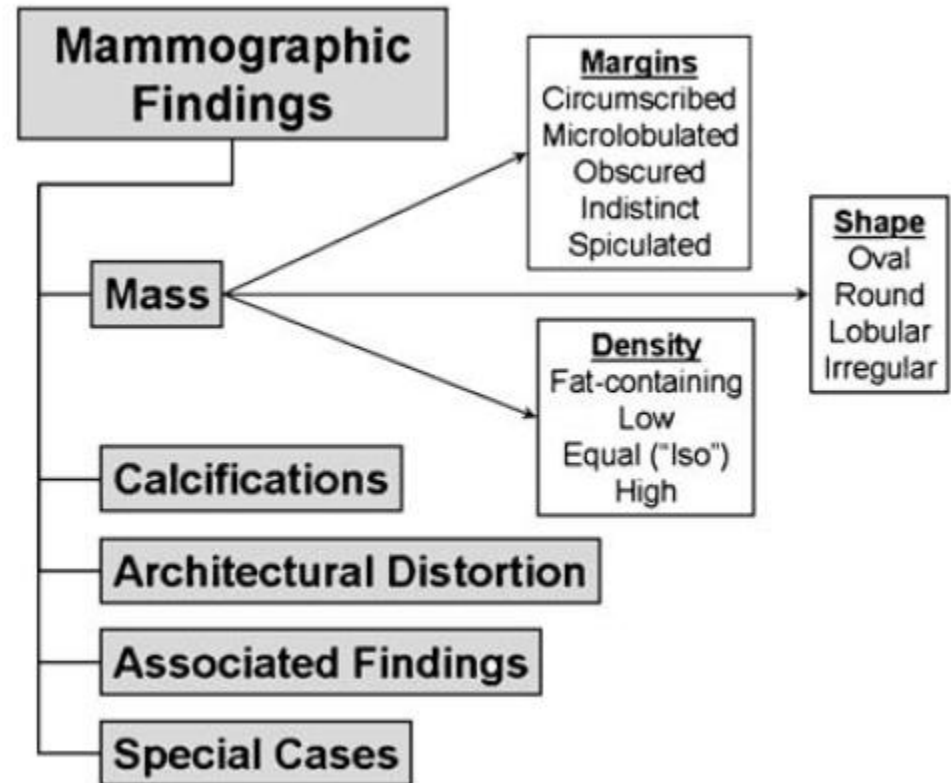 Mammographic
Findings
Margins
Circumscribed
Microlobulated
Obscured
Indistinct
Spiculated
Shape
Oval
Round
Lobular
Irregular
Mass
Density
Fat-containing
Low
Equal ("Iso")
High
Calcifications
Architectural Distortion
Associated Findings
Special Cases